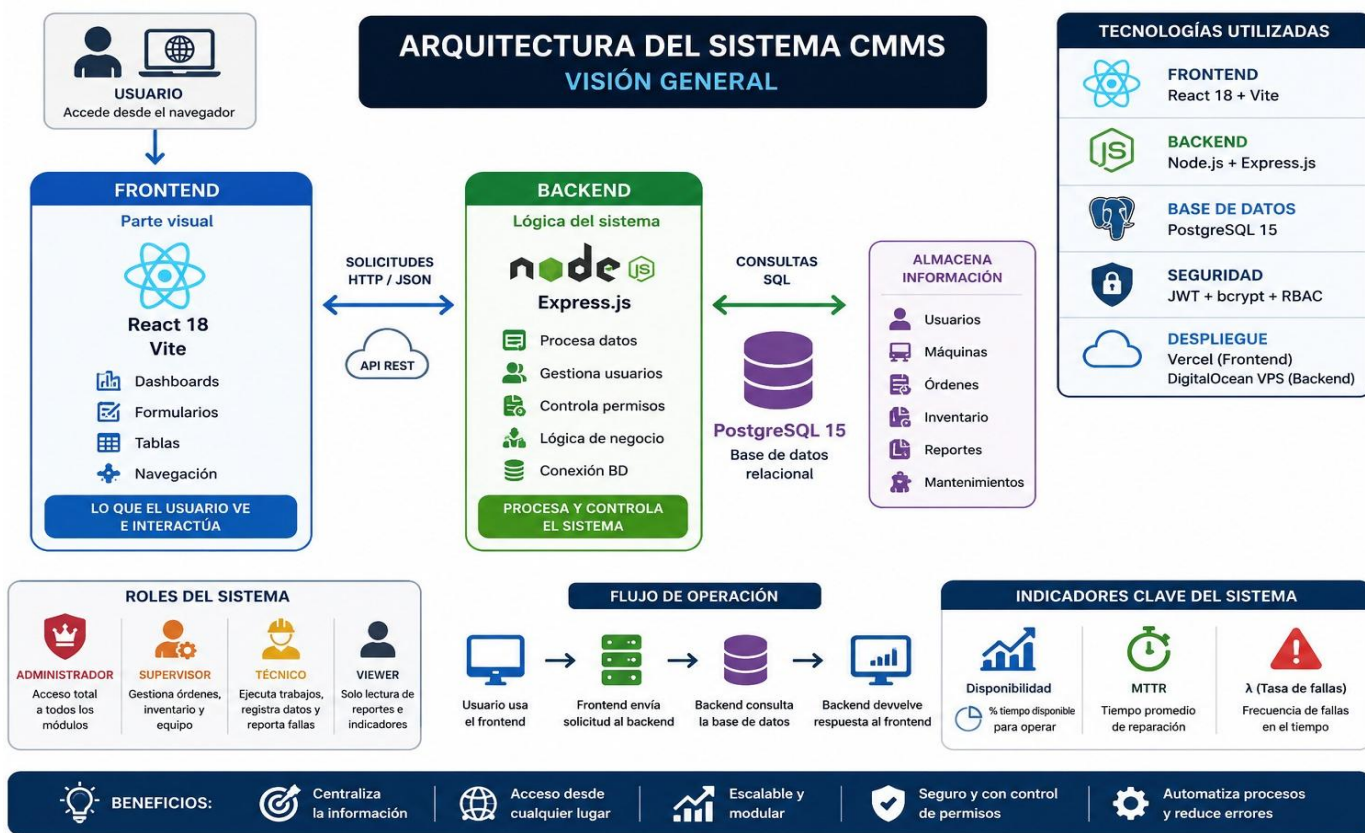 USUARIO
Accede desde el navegador
ARQUITECTURA DEL SISTEMA CMMS
VISIÓN GENERAL
FRONTEND
Parte visual
React 18
Vite
Dashboards
Formularios
Tablas
Navegación
LO QUE EL USUARIO VE
E INTERACTÚA
SOLICITUDES
HTTP / JSON
API REST
BACKEND
Lógica del sistema
node JS
Express.js
Procesa datos
Gestiona usuarios
Controla permisos
Lógica de negocio
Conexión BD
PROCESA Y CONTROLA
EL SISTEMA
CONSULTAS
SQL
PostgreSQL 15
Base de datos
relacional
ALMACENA
INFORMACIÓN
Usuarios
Máquinas
Órdenes
Inventario
Reportes
Mantenimientos
TECNOLOGÍAS UTILIZADAS
FRONTEND
React 18 + Vite
JS
BACKEND
Node.js + Express.js
BASE DE DATOS
PostgreSQL 15
SEGURIDAD
JWT + bcrypt + RBAC
DESPLIEGUE
Vercel (Frontend)
DigitalOcean VPS (Backend)
ROLES DEL SISTEMA
ADMINISTRADOR
Acceso total
a todos los
módulos
SUPERVISOR
Gestiona órdenes,
inventario y
equipo
TÉCNICO
Ejecuta trabajos,
registra datos y
reporta fallas
VIEWER
Solo lectura de
reportes e
indicadores
FLUJO DE OPERACIÓN
Usuario usa
el frontend
Frontend envía
solicitud al backend
Backend consulta
la base de datos
Backend devvelve
respuesta al frontend
INDICADORES CLAVE DEL SISTEMA
Disponibilidad
% tiempo disponible
para operar
MTTR
Tiempo promedio
de reparación
λ (Tasa de fallas)
Frecuencia de fallas
en el tiempo
BENEFICIOS:
Centraliza
la información
Acceso desde
cualquier lugar
Escalable y
modular
Seguro y con control
de permisos
Automatiza procesos
y reduce errores